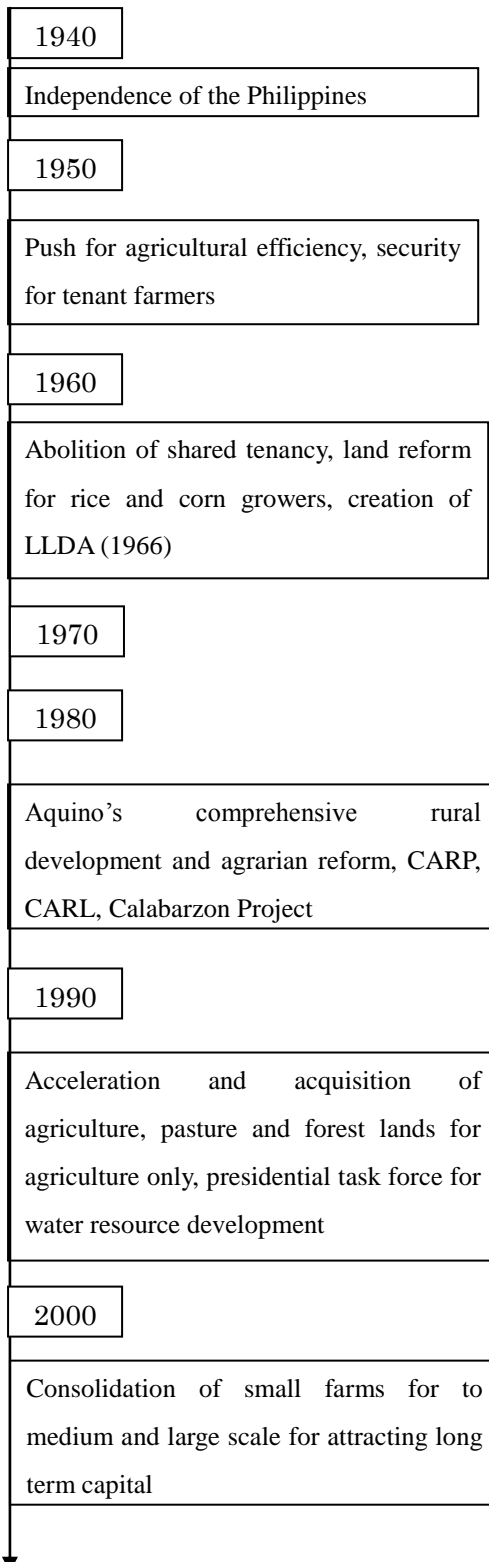 1940
Independence of the Philippines
1950
Push for agricultural efficiency, security
for tenant farmers
1960
Abolition of shared tenancy, land reform
for rice and corn growers, creation of
LLDA (1966)
1970
1980
Aquino’s comprehensive rural
development and agrarian reform, CARP,
CARL, Calabarzon Project
1990
Acceleration and acquisition of
agriculture, pasture and forest lands for
agriculture only, presidential task force for
water resource development
2000
Consolidation of small farms for to
medium and large scale for attracting long
term capital